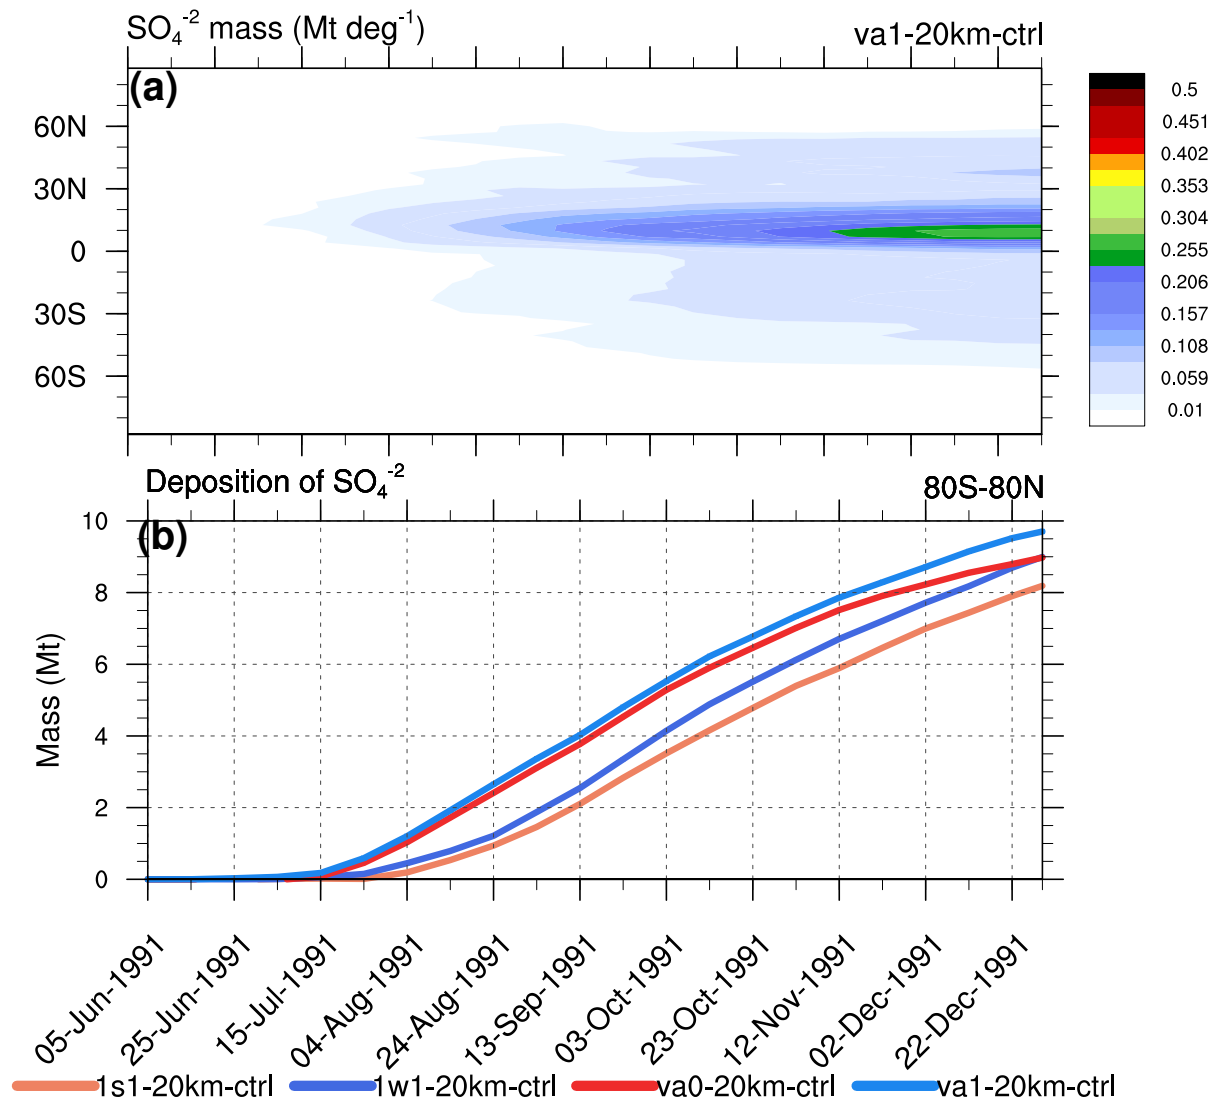 SO₄⁻² mass (Mt deg⁻¹) va1-20km-ctrl
(a)
60N
30N
0
30S
60S
0.5
0.451
0.402
0.353
0.304
0.255
0.206
0.157
0.108
0.059
0.01
Deposition of SO₄⁻² 80S-80N
(b)
10
8
6
4
2
0
Mass (Mt)
05-Jun-1991
25-Jun-1991
15-Jul-1991
04-Aug-1991
24-Aug-1991
13-Sep-1991
03-Oct-1991
23-Oct-1991
12-Nov-1991
02-Dec-1991
22-Dec-1991
1s1-20km-ctrl 1w1-20km-ctrl va0-20km-ctrl va1-20km-ctrl